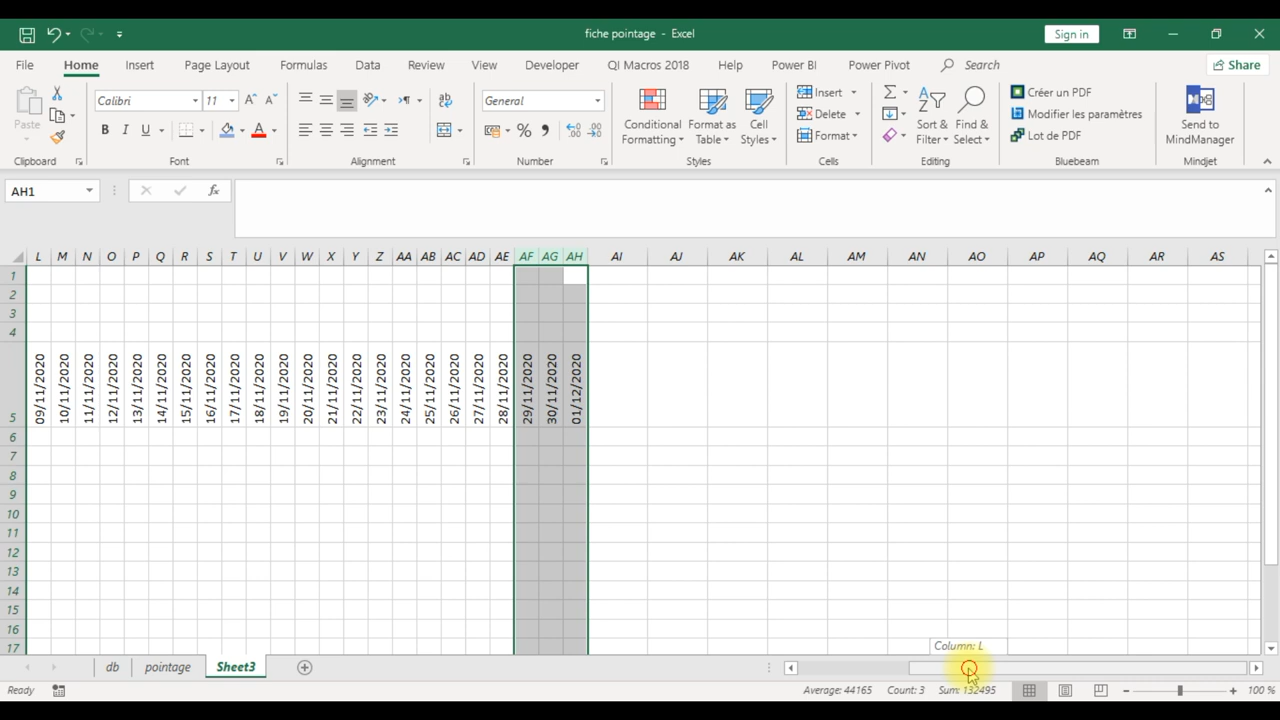 fiche pointage - Excel
Sign in
File Home Insert Page Layout Formulas Data Review View Developer QI Macros 2018 Help Power BI Power Pivot Search Share
Paste
Calibri 11
B I U
General
Conditional Formatting
Format as Table
Cell Styles
Insert
Delete
Format
Sort & Filter
Find & Select
Créer un PDF
Modifier les paramètres
Lot de PDF
Send to MindManager
Clipboard Font Alignment Number Styles Cells Editing Bluebeam Mindjet
AH1
fx
L M N O P Q R S T U V W X Y Z AA AB AC AD AE AF AG AH AI AJ AK AL AM AN AO AP AQ AR AS
1
2
3
4
5 09/11/2020 10/11/2020 11/11/2020 12/11/2020 13/11/2020 14/11/2020 15/11/2020 16/11/2020 17/11/2020 18/11/2020 19/11/2020 20/11/2020 21/11/2020 22/11/2020 23/11/2020 24/11/2020 25/11/2020 26/11/2020 27/11/2020 28/11/2020 29/11/2020 30/11/2020 01/12/2020
6
7
8
9
10
11
12
13
14
15
16
17
Column: L
db pointage Sheet3
Ready Average: 44165 Count: 3 Sum: 132495 100 %